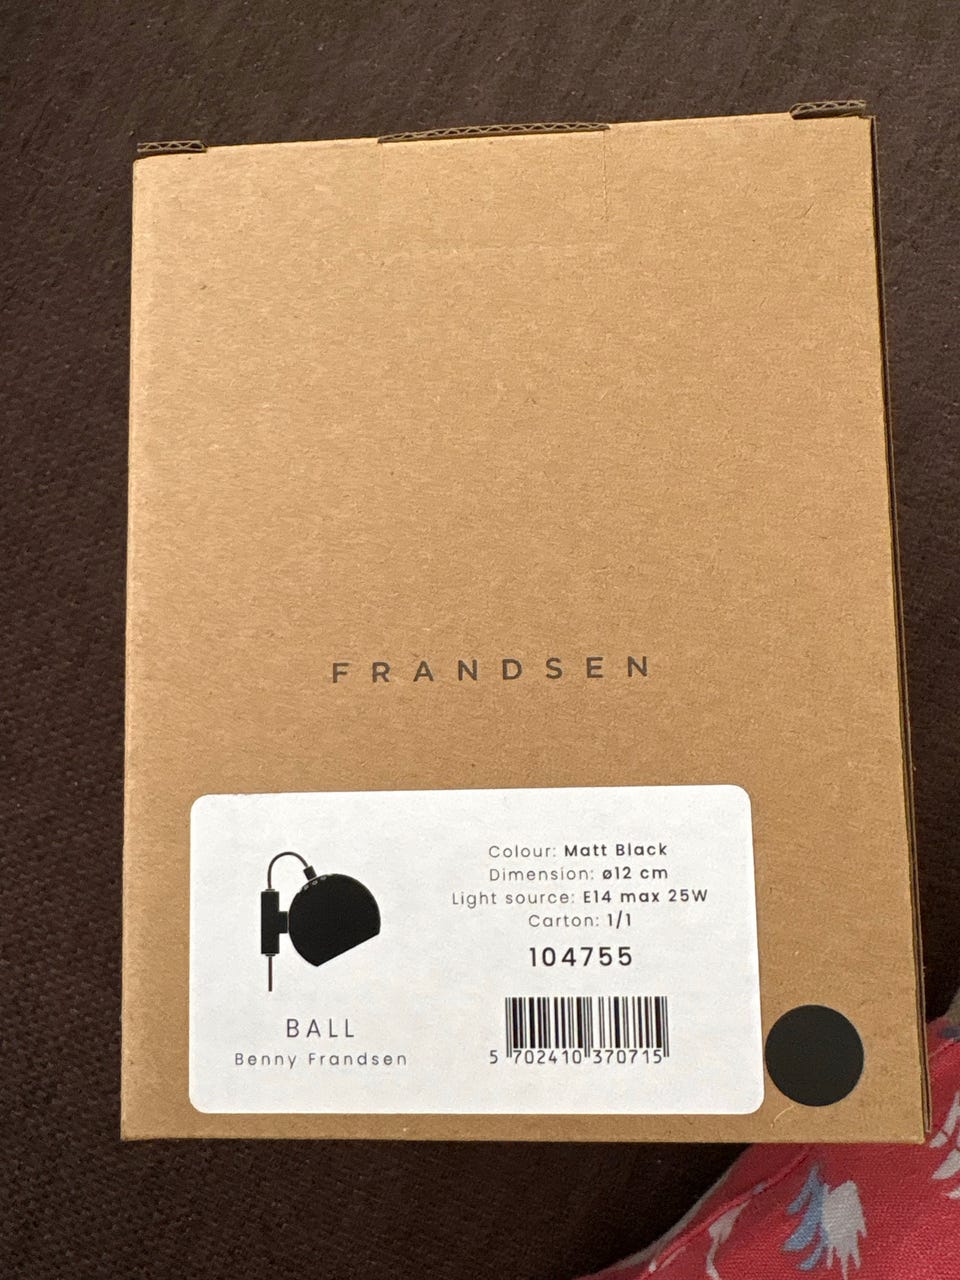 FRANDSEN
Colour: Matt Black
Dimension: ø12 cm
Light source: E14 max 25W
Carton: 1/1
104755
5 702410 370715
BALL
Benny Frandsen